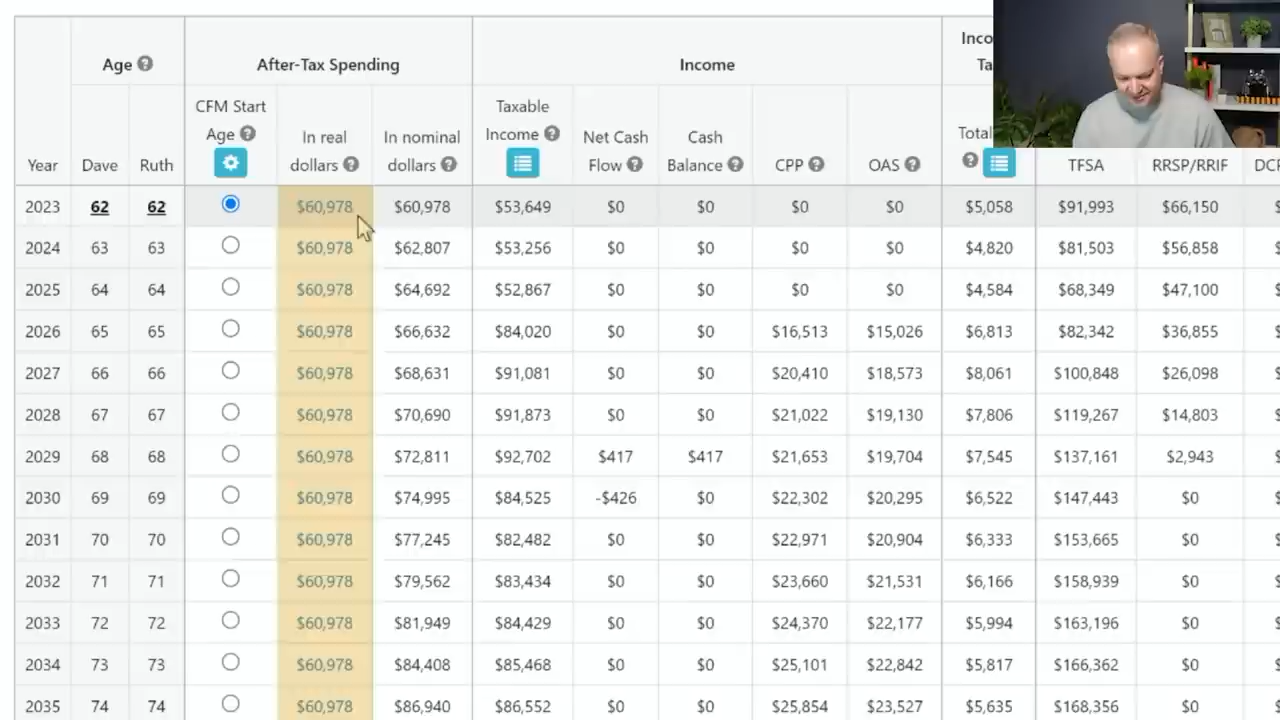 Age After-Tax Spending Income Inco
Ta
CFM Start Age In real dollars In nominal dollars Taxable Income Net Cash Flow Cash Balance CPP OAS Total TFSA RRSP/RRIF
Year Dave Ruth
2023 62 62 $60,978 $60,978 $53,649 $0 $0 $0 $0 $5,058 $91,993 $66,150
2024 63 63 $60,978 $62,807 $53,256 $0 $0 $0 $0 $4,820 $81,503 $56,858
2025 64 64 $60,978 $64,692 $52,867 $0 $0 $0 $0 $4,584 $68,349 $47,100
2026 65 65 $60,978 $66,632 $84,020 $0 $0 $16,513 $15,026 $6,813 $82,342 $36,855
2027 66 66 $60,978 $68,631 $91,081 $0 $0 $20,410 $18,573 $8,061 $100,848 $26,098
2028 67 67 $60,978 $70,690 $91,873 $0 $0 $21,022 $19,130 $7,806 $119,267 $14,803
2029 68 68 $60,978 $72,811 $92,702 $417 $417 $21,653 $19,704 $7,545 $137,161 $2,943
2030 69 69 $60,978 $74,995 $84,525 -$426 $0 $22,302 $20,295 $6,522 $147,443 $0
2031 70 70 $60,978 $77,245 $82,482 $0 $0 $22,971 $20,904 $6,333 $153,665 $0
2032 71 71 $60,978 $79,562 $83,434 $0 $0 $23,660 $21,531 $6,166 $158,939 $0
2033 72 72 $60,978 $81,949 $84,429 $0 $0 $24,370 $22,177 $5,994 $163,196 $0
2034 73 73 $60,978 $84,408 $85,468 $0 $0 $25,101 $22,842 $5,817 $166,362 $0
2035 74 74 $60,978 $86,940 $86,552 $0 $0 $25,854 $23,527 $5,635 $168,356 $0